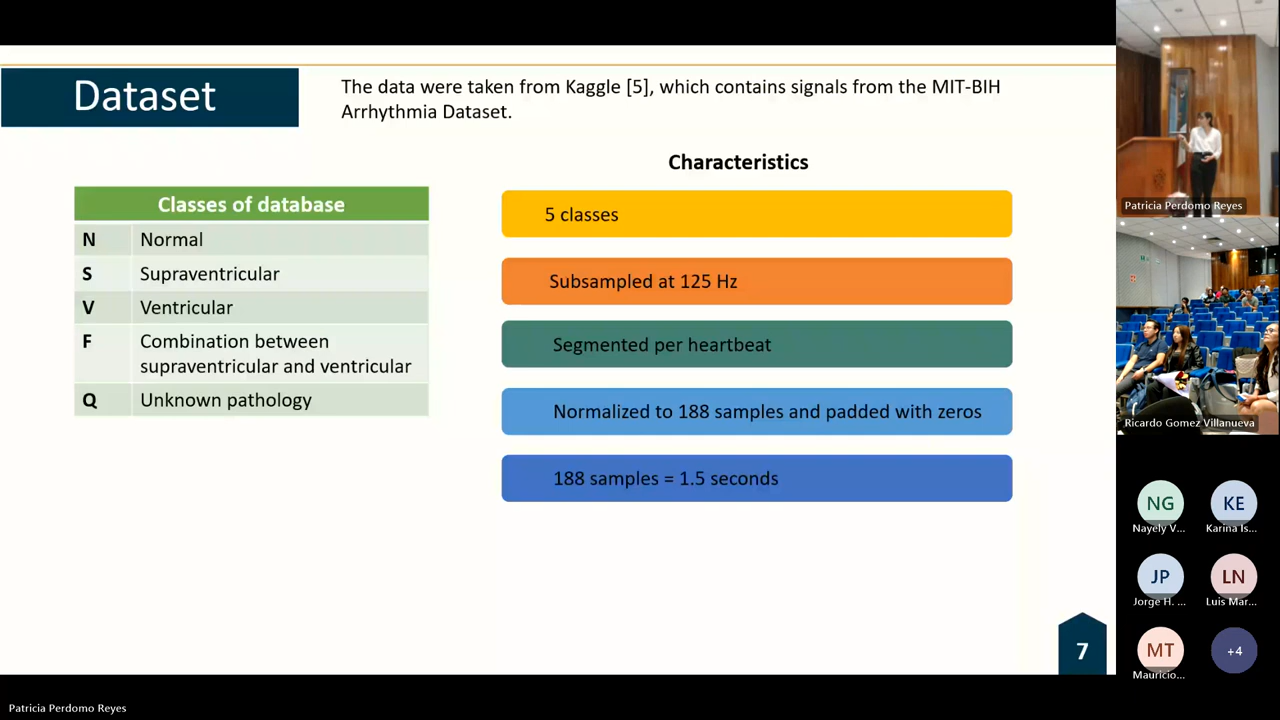 Dataset
The data were taken from Kaggle [5], which contains signals from the MIT-BIH
Arrhythmia Dataset.
Classes of database
N Normal
S Supraventricular
V Ventricular
F Combination between
supraventricular and ventricular
Q Unknown pathology
Characteristics
5 classes
Subsampled at 125 Hz
Segmented per heartbeat
Normalized to 188 samples and padded with zeros
188 samples = 1.5 seconds
7
Patricia Perdomo Reyes
Ricardo Gomez Villanueva
NG
Nayely V...
KE
Karina Is...
JP
Jorge H. ...
LN
Luis Mar...
MT
Mauricio...
+4
Patricia Perdomo Reyes